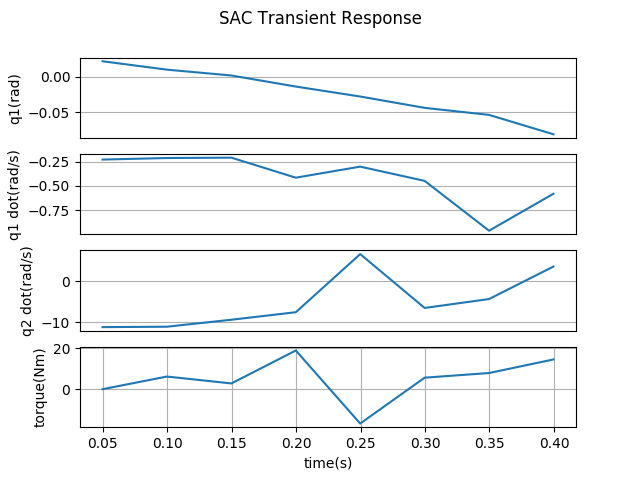 SAC Transient Response
q1(rad)
0.00
−0.05
q1 dot(rad/s)
−0.25
−0.50
−0.75
q2 dot(rad/s)
0
−10
torque(Nm)
20
0
0.05 0.10 0.15 0.20 0.25 0.30 0.35 0.40
time(s)